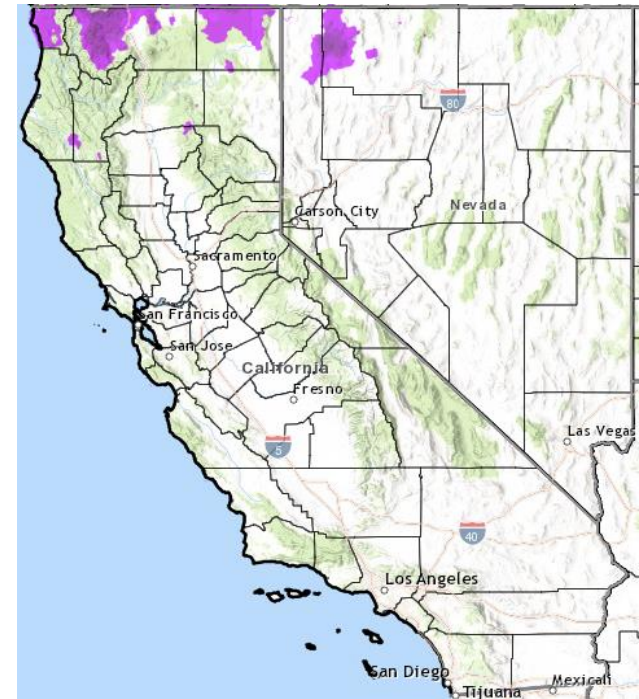 80
Carson City
Nevada
Sacramento
San Francisco
San Jose
California
Fresno
5
Las Vegas
40
Los Angeles
San Diego
Tijuana
Mexicali